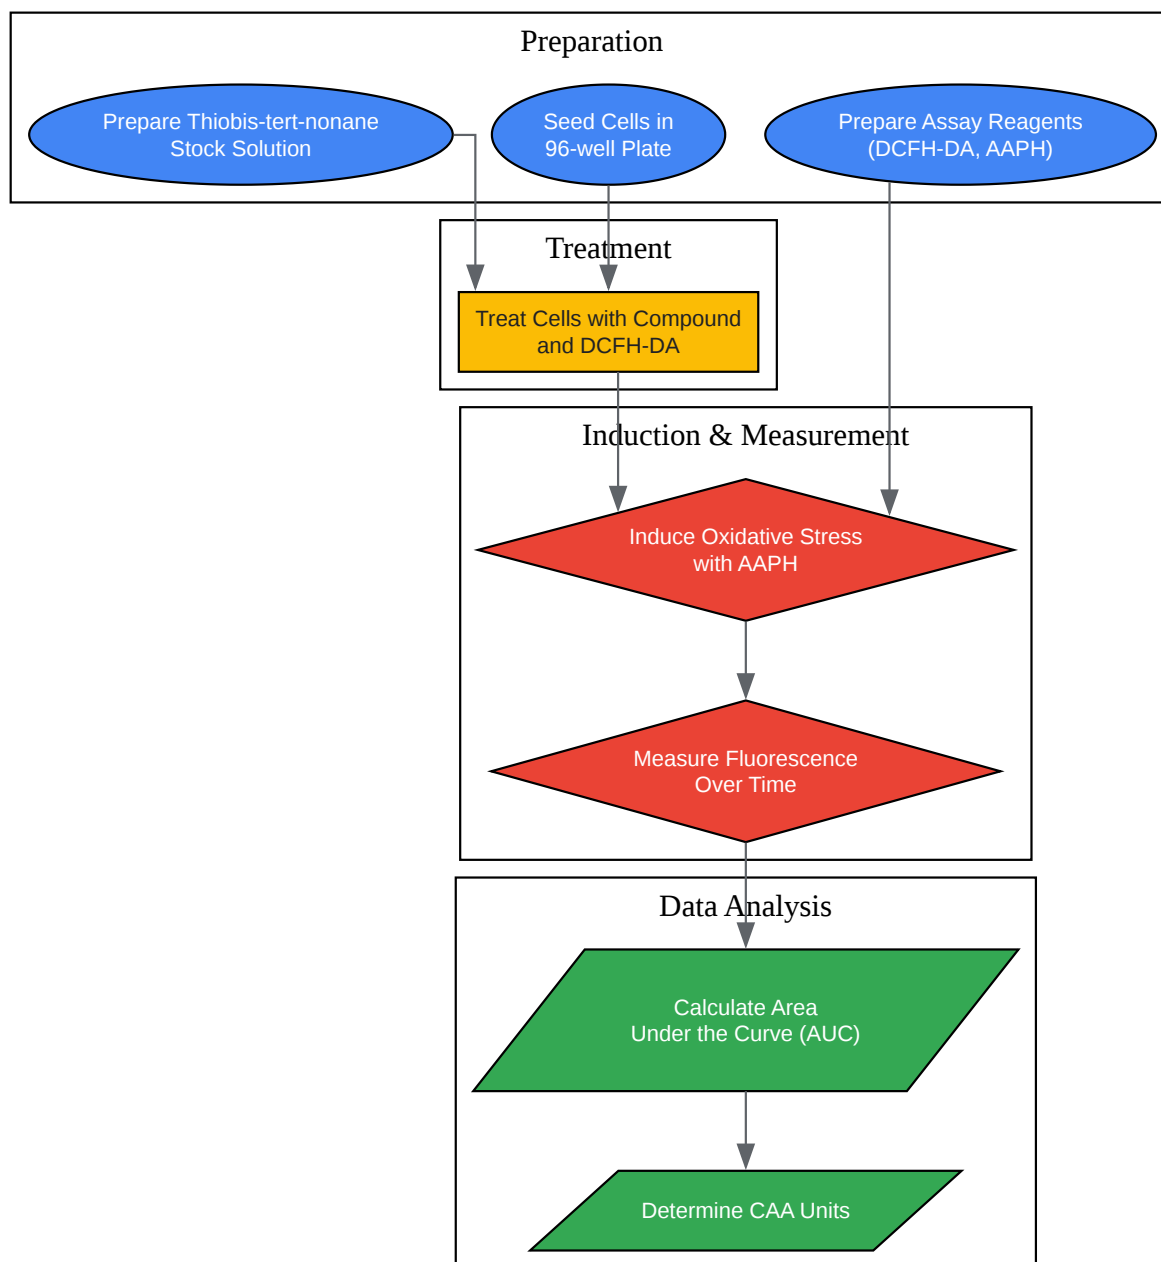 Preparation
Prepare Thiobis-tert-nonane
Stock Solution
Seed Cells in
96-well Plate
Prepare Assay Reagents
(DCFH-DA, AAPH)
Treatment
Treat Cells with Compound
and DCFH-DA
Induction & Measurement
Induce Oxidative Stress
with AAPH
Measure Fluorescence
Over Time
Data Analysis
Calculate Area
Under the Curve (AUC)
Determine CAA Units